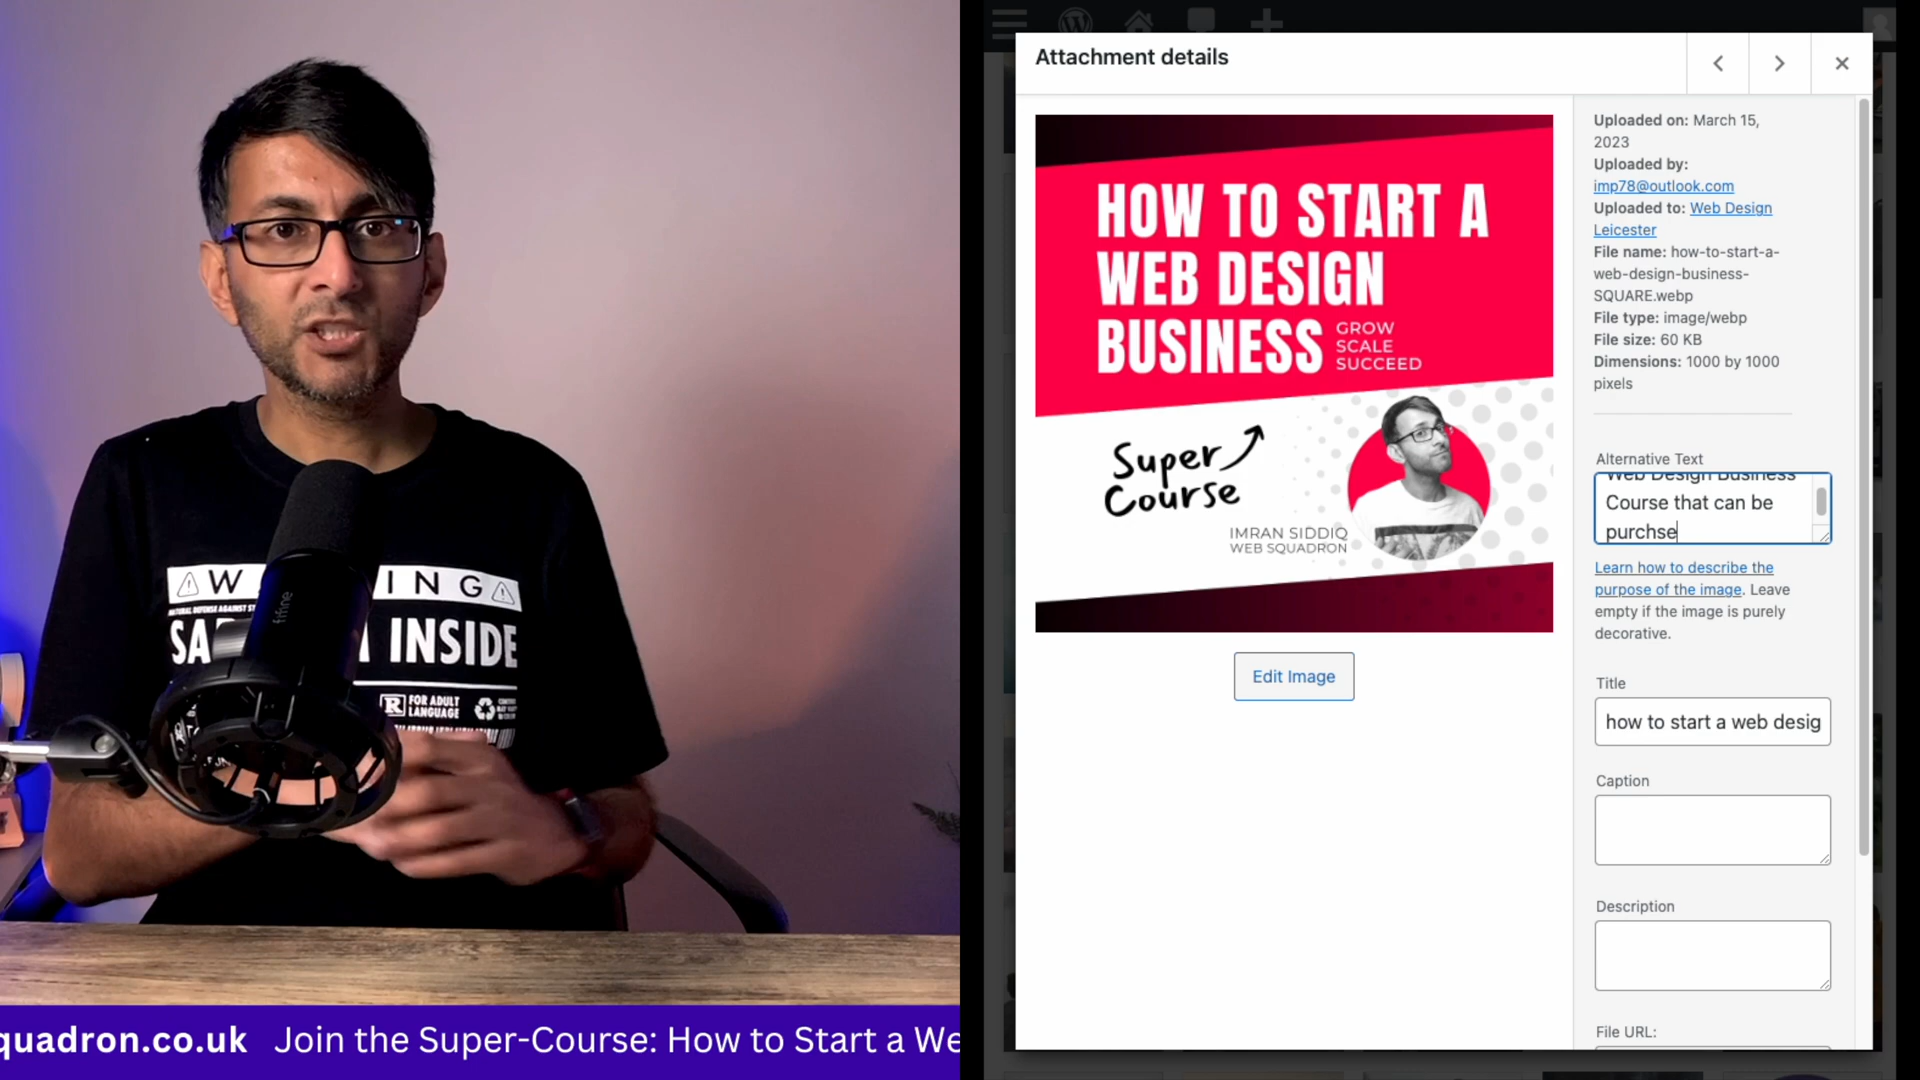 W ING
INSIDE
R FOR ADULT
LANGUAGE
fifine
quadron.co.uk Join the Super-Course: How to Start a We
Attachment details
HOW TO START A
WEB DESIGN
BUSINESS
GROW
SCALE
SUCCEED
Super
Course
IMRAN SIDDIQ
WEB SQUADRON
Edit Image
Uploaded on: March 15,
2023
Uploaded by:
imp78@outlook.com
Uploaded to: Web Design
Leicester
File name: how-to-start-a-
web-design-business-
SQUARE.webp
File type: image/webp
File size: 60 KB
Dimensions: 1000 by 1000
pixels
Alternative Text
Web Design Business
Course that can be
purchse
Learn how to describe the
purpose of the image. Leave
empty if the image is purely
decorative.
Title
how to start a web desig
Caption
Description
File URL: